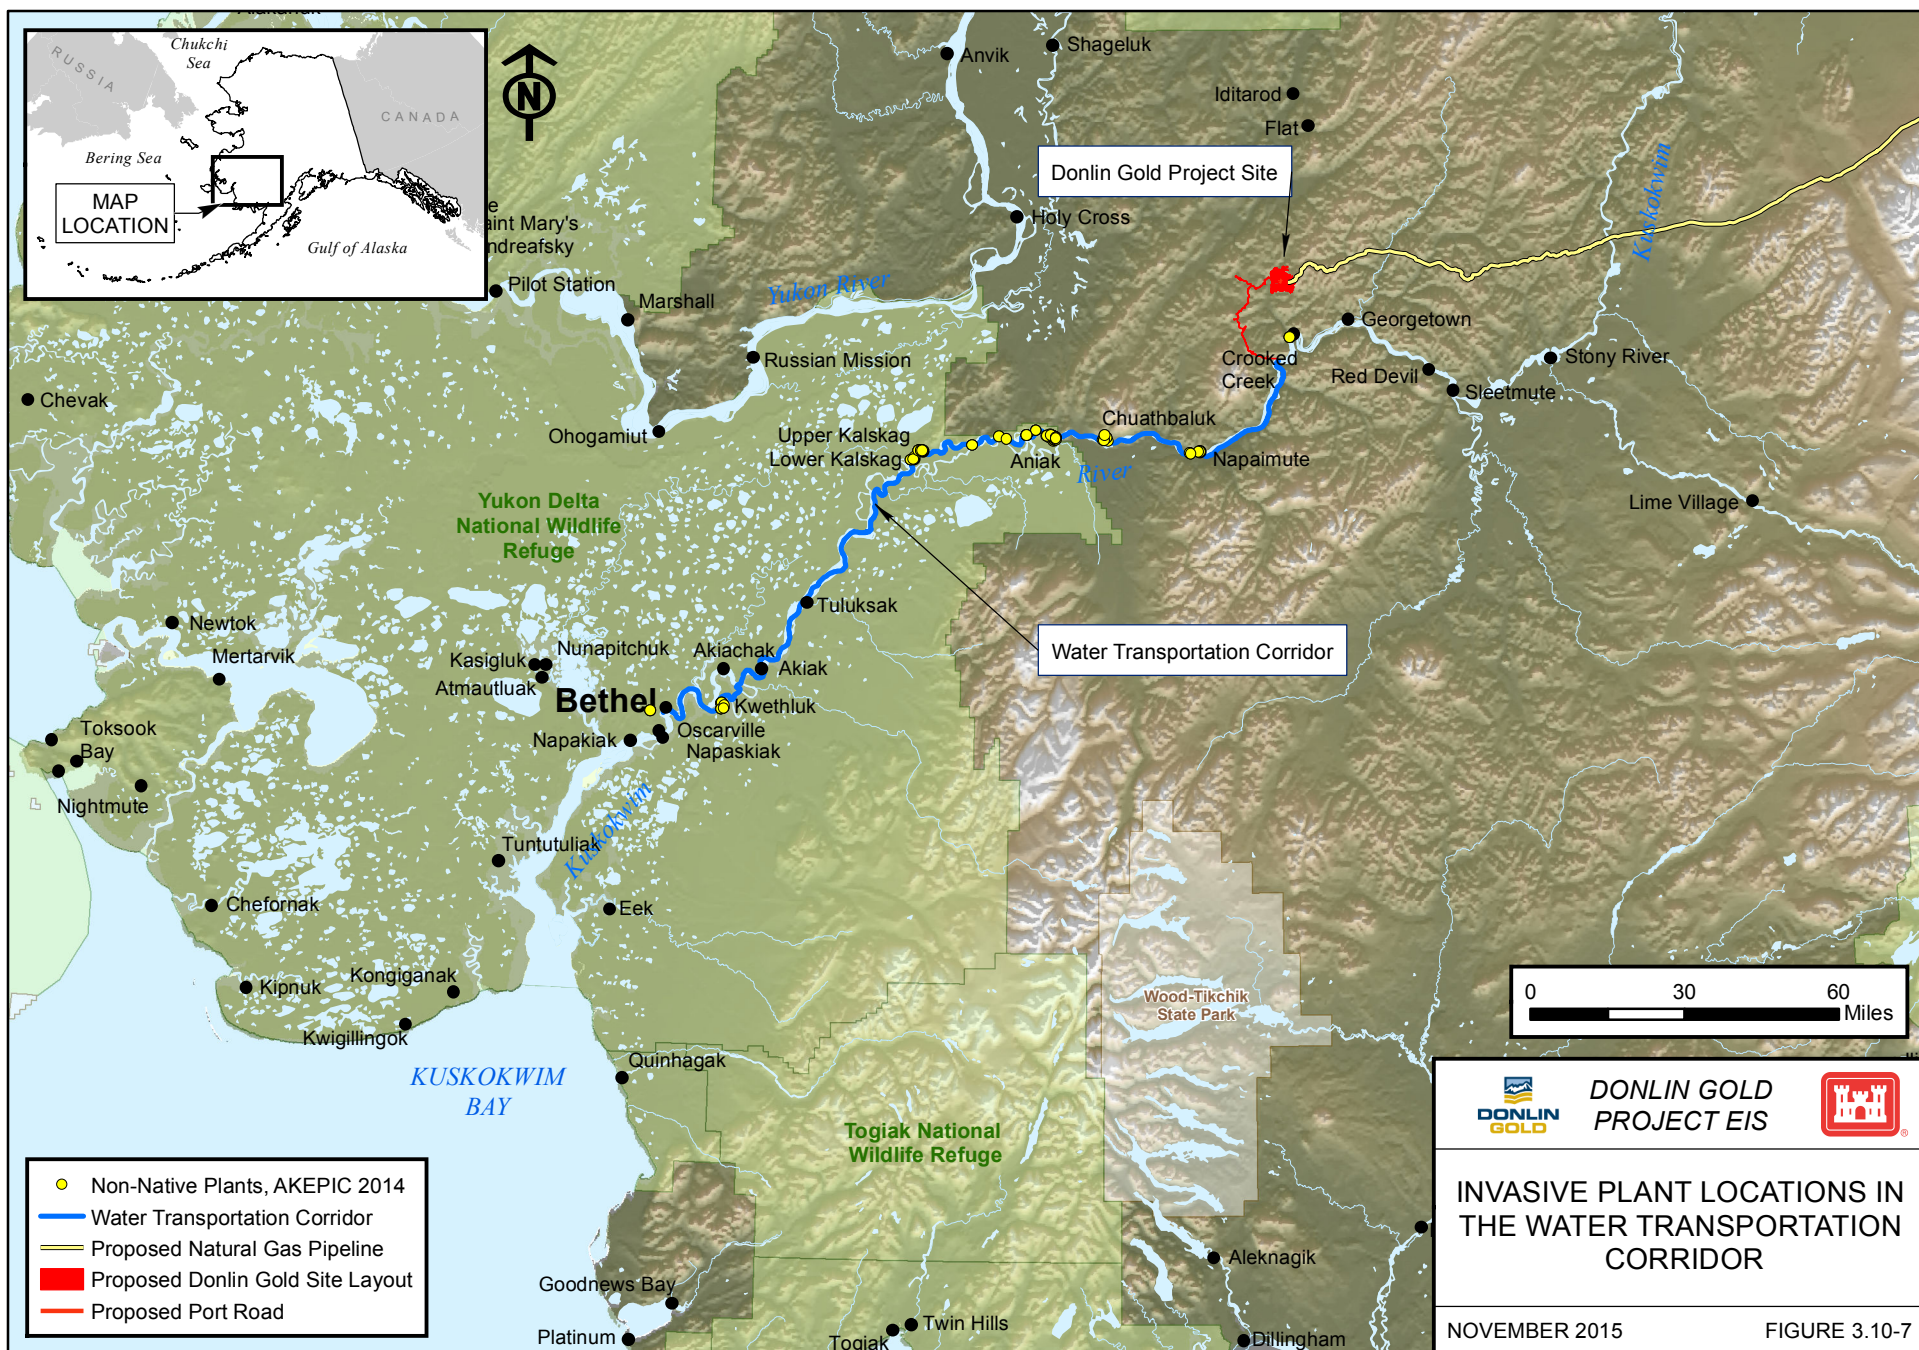 Chukchi
Sea
RUSSIA
CANADA
Bering Sea
MAP
LOCATION
Gulf of Alaska
N
Anvik
Shageluk
Iditarod
Flat
Donlin Gold Project Site
Holy Cross
Kuskokwim
aint Mary's
ndreafsky
Pilot Station
Marshall
Yukon River
Russian Mission
Georgetown
Crooked
Creek
Red Devil
Stony River
Sleetmute
Chevak
Ohogamiut
Upper Kalskag
Lower Kalskag
Chuathbaluk
Aniak
River
Napaimute
Lime Village
Yukon Delta
National Wildlife
Refuge
Tuluksak
Water Transportation Corridor
Newtok
Mertarvik
Kasigluk
Nunapitchuk
Atmautluak
Akiachak
Akiak
Bethel
Kwethluk
Oscarville
Napakiak
Napaskiak
Toksook
Bay
Nightmute
Kuskokwim
Tuntutuliak
Chefornak
Eek
Kipnuk
Kongiganak
Kwigillingok
KUSKOKWIM
BAY
Quinhagak
Wood-Tikchik
State Park
Togiak National
Wildlife Refuge
Aleknagik
Goodnews Bay
Platinum
Togiak
Twin Hills
Dillingham
0 30 60
Miles
Non-Native Plants, AKEPIC 2014
Water Transportation Corridor
Proposed Natural Gas Pipeline
Proposed Donlin Gold Site Layout
Proposed Port Road
DONLIN
GOLD
DONLIN GOLD
PROJECT EIS
®
INVASIVE PLANT LOCATIONS IN
THE WATER TRANSPORTATION
CORRIDOR
NOVEMBER 2015
FIGURE 3.10-7